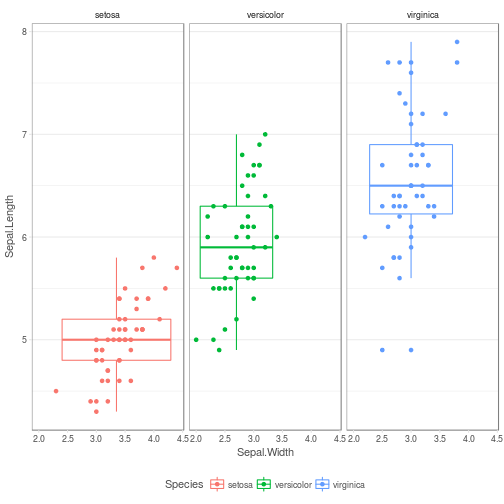 setosa versicolor virginica
8
7
6
5
Sepal.Length
2.0 2.5 3.0 3.5 4.0 4.5 2.0 2.5 3.0 3.5 4.0 4.5 2.0 2.5 3.0 3.5 4.0 4.5
Sepal.Width
Species setosa versicolor virginica